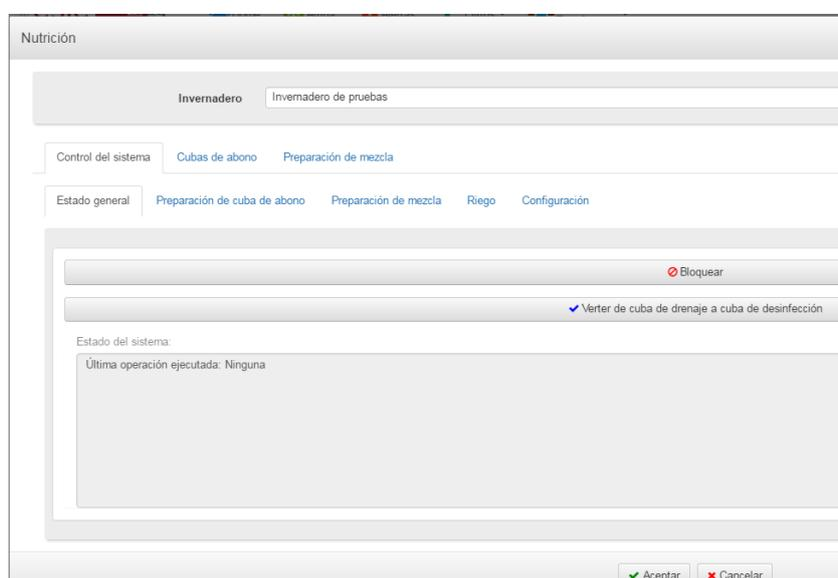 Nutrición
Invernadero Invernadero de pruebas
Control del sistema Cubas de abono Preparación de mezcla
Estado general Preparación de cuba de abono Preparación de mezcla Riego Configuración
Bloquear
Verter de cuba de drenaje a cuba de desinfección
Estado del sistema:
Última operación ejecutada: Ninguna
Aceptar Cancelar